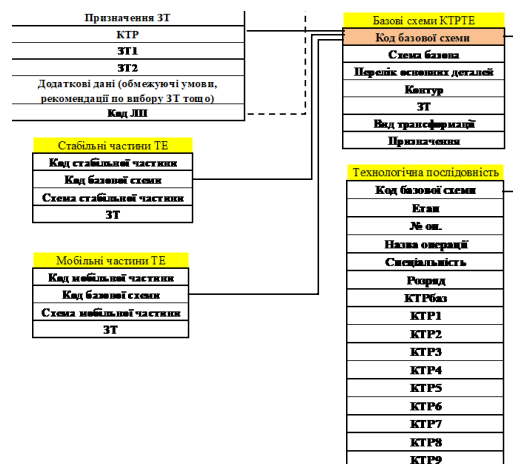 Призначення ЗТ
КТР
ЗТ1
ЗТ2
Додаткові дані (обмежуючі умови,
рекомендації по вибору ЗТ тощо)
Код ЛП
Стабільні частини ТЕ
Код стабільної частини
Код базової схеми
Схема стабільної частини
ЗТ
Мобільні частини ТЕ
Код мобільної частини
Код базової схеми
Схема мобільної частини
ЗТ
Базові схеми КТРТЕ
Код базової схеми
Схема базова
Перелік основних деталей
Контур
ЗТ
Вид трансформації
Призначення
Технологічна послідовність
Код базової схеми
Етап
№ оп.
Назва операції
Спеціальність
Розряд
КТРбаз
КТР1
КТР2
КТР3
КТР4
КТР5
КТР6
КТР7
КТР8
КТР9